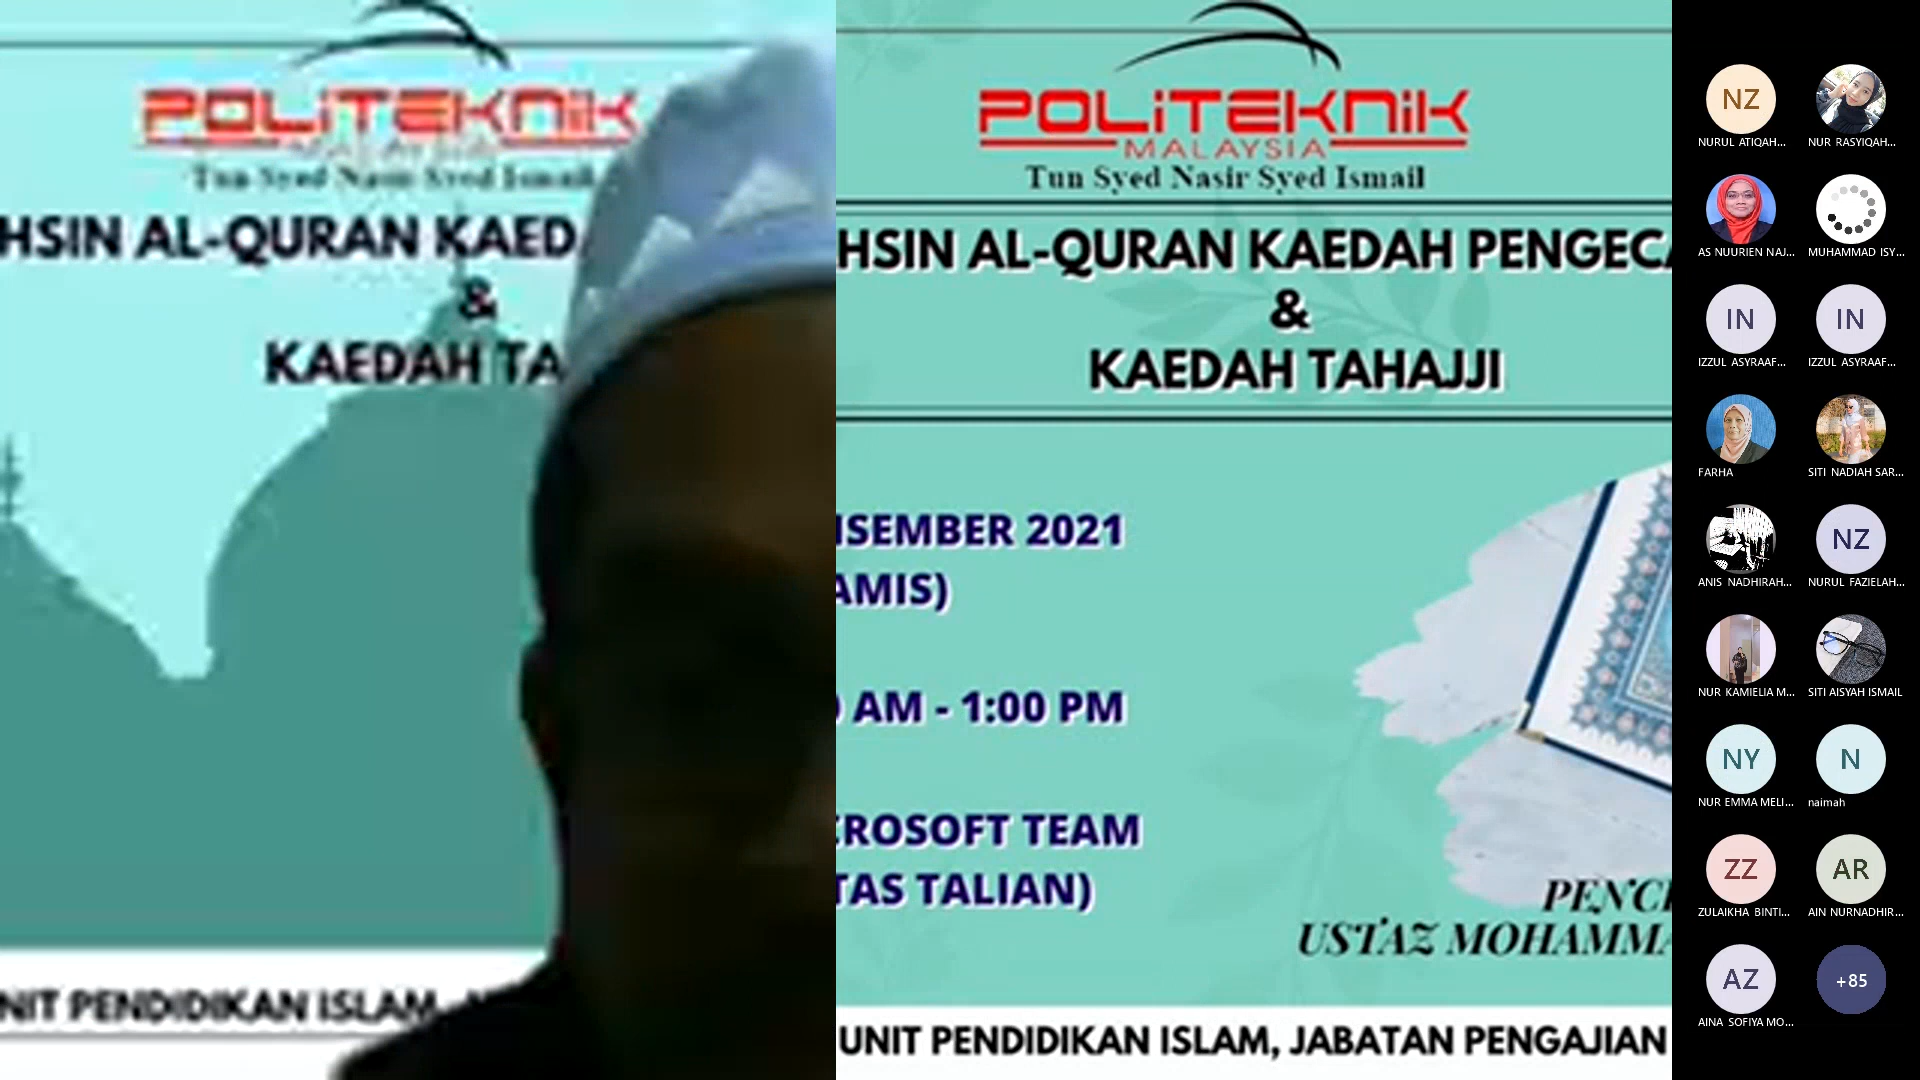 POLiTEKNiK
Tun Syed Nasir Syed Ismail
HSIN AL-QURAN KAED
&
KAEDAH TA
NIT PENDIDIKAN ISLAM,
POLiTEKNiK
MALAYSIA
Tun Syed Nasir Syed Ismail
HSIN AL-QURAN KAEDAH PENGECA
&
KAEDAH TAHAJJI
ISEMBER 2021
AMIS)
AM - 1:00 PM
CROSOFT TEAM
TAS TALIAN)
PENC
USTAZ MOHAMMA
UNIT PENDIDIKAN ISLAM, JABATAN PENGAJIAN
NZ
NURUL ATIQAH...
NUR RASYIQAH...
AS NUURIEN NAJ...
MUHAMMAD ISY...
IN
IZZUL ASYRAAF...
IN
IZZUL ASYRAAF...
FARHA
SITI NADIAH SAR...
ANIS NADHIRAH...
NZ
NURUL FAZIELAH...
NUR KAMIELIA M...
SITI AISYAH ISMAIL
NY
NUR EMMA MELI...
N
naimah
ZZ
ZULAIKHA BINTI...
AR
AIN NURNADHIR...
AZ
AINA SOFIYA MO...
+85